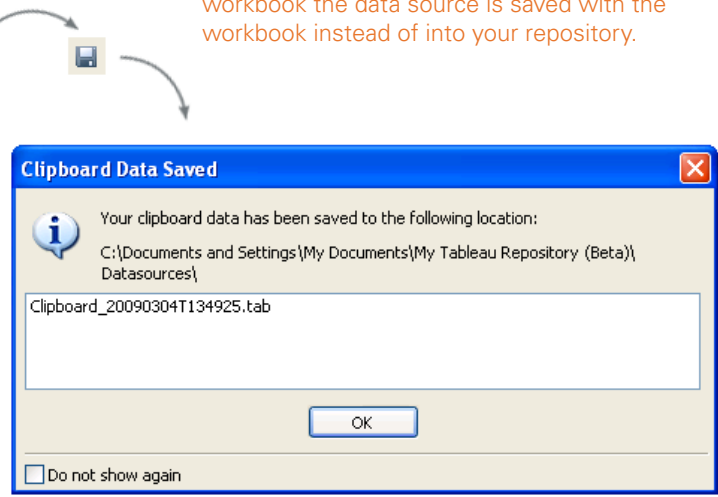 workbook the data source is saved with the
workbook instead of into your repository.
Clipboard Data Saved
Your clipboard data has been saved to the following location:
C:\Documents and Settings\My Documents\My Tableau Repository (Beta)\
Datasources\
Clipboard_20090304T134925.tab
OK
Do not show again